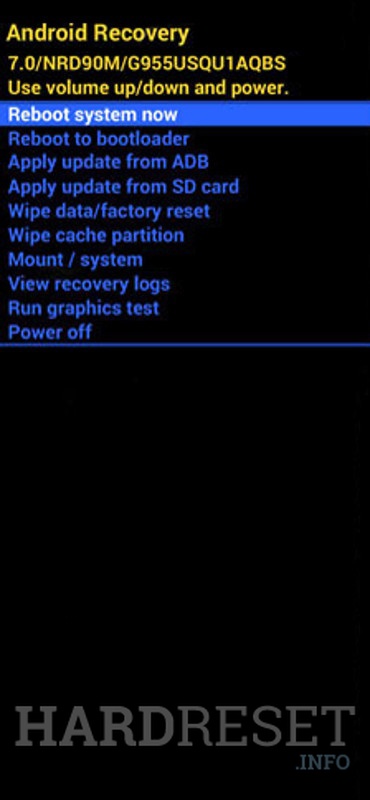 Android Recovery
7.0/NRD90M/G955USQU1AQBS
Use volume up/down and power.
Reboot system now
Reboot to bootloader
Apply update from ADB
Apply update from SD card
Wipe data/factory reset
Wipe cache partition
Mount / system
View recovery logs
Run graphics test
Power off
HARDRESET
.INFO